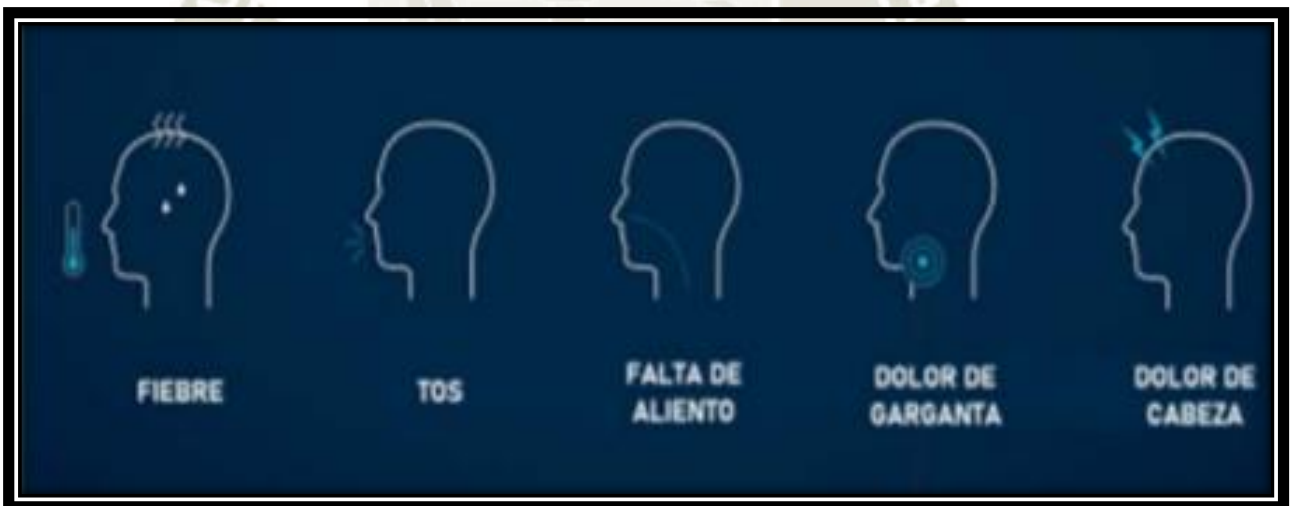 FIEBRE
TOS
FALTA DE
ALIENTO
DOLOR DE
GARGANTA
DOLOR DE
CABEZA